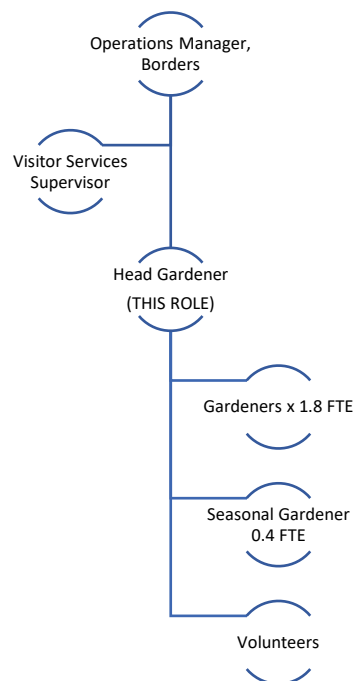 Operations Manager,
Borders
Visitor Services
Supervisor
Head Gardener
(THIS ROLE)
Gardeners x 1.8 FTE
Seasonal Gardener
0.4 FTE
Volunteers